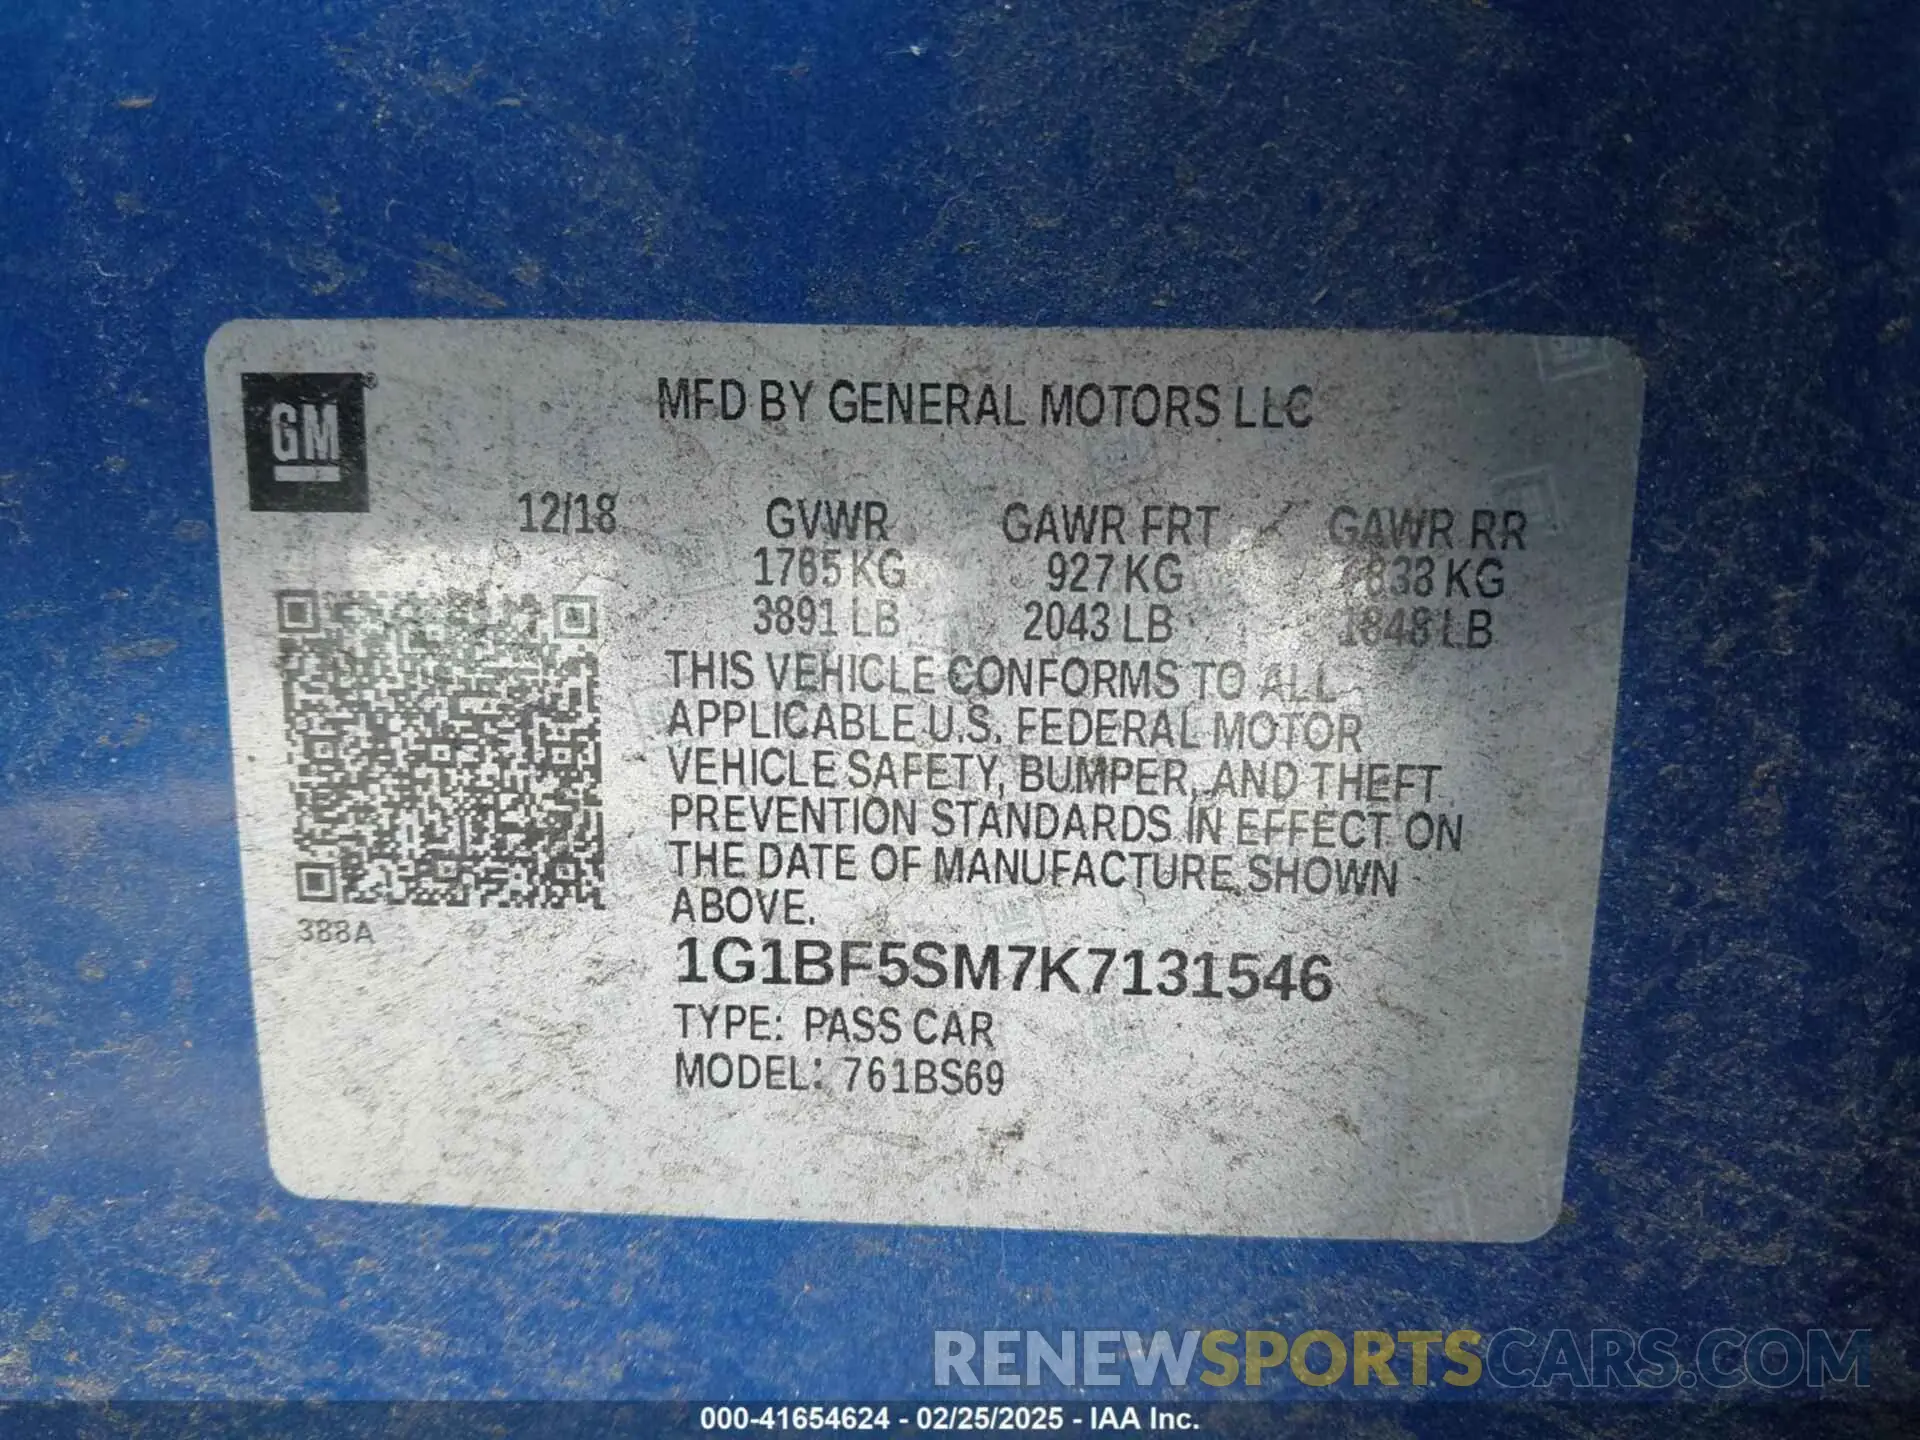 GM
MFD BY GENERAL MOTORS LLC
12/18 GVWR GAWR FRT GAWR RR
1765 KG 927 KG 838 KG
3891 LB 2043 LB 1848 LB
THIS VEHICLE CONFORMS TO ALL
APPLICABLE U.S. FEDERAL MOTOR
VEHICLE SAFETY, BUMPER, AND THEFT
PREVENTION STANDARDS IN EFFECT ON
THE DATE OF MANUFACTURE SHOWN
ABOVE.
388A
1G1BF5SM7K7131546
TYPE: PASS CAR
MODEL: 761BS69
RENEWSPORTSCARS.COM
000-41654624 - 02/25/2025 - IAA Inc.